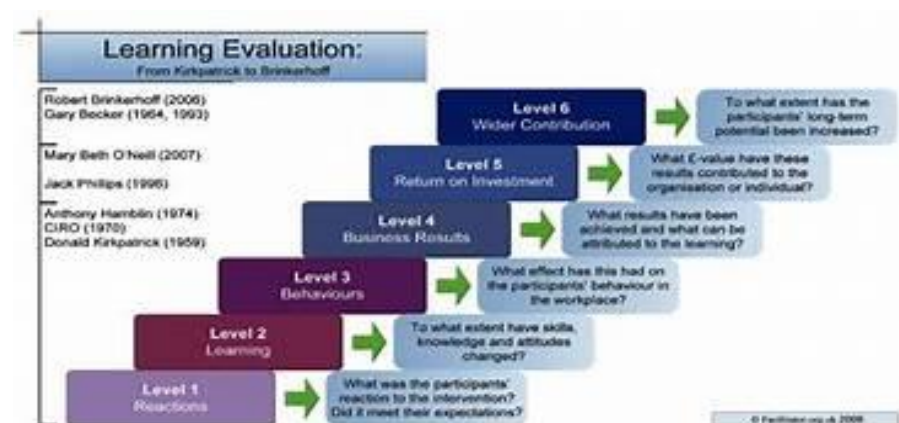 Learning Evaluation:
From Kirkpatrick to Brinkerhoff
Robert Brinkerhoff (2006)
Gary Becker (1964, 1993)
Mary Beth O'Neill (2007)
Jack Phillips (1996)
Anthony Hamblin (1974)
CIRO (1970)
Donald Kirkpatrick (1959)
Level 6
Wider Contribution
To what extent has the
participants' long-term
potential been increased?
Level 5
Return on Investment
What £-value have these
results contributed to the
organisation or individual?
Level 4
Business Results
What results have been
achieved and what can be
attributed to the learning?
Level 3
Behaviours
What effect has this had on
the participants' behaviour in
the workplace?
Level 2
Learning
To what extent have skills,
knowledge and attitudes
changed?
Level 1
Reactions
What was the participants'
reaction to the intervention?
Did it meet their expectations?